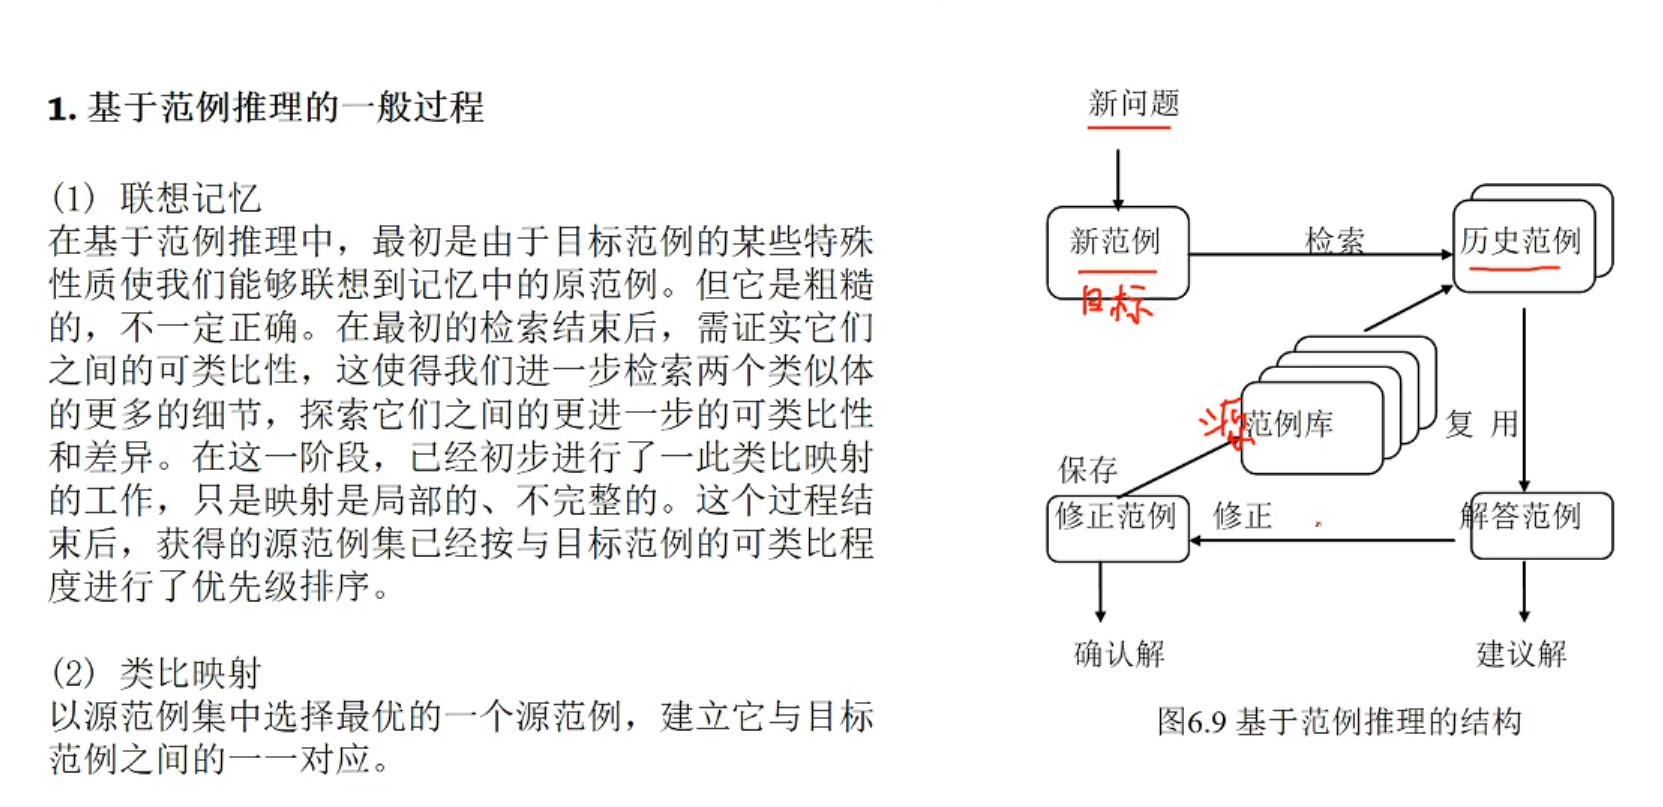 1. 基于范例推理的一般过程
(1) 联想记忆
在基于范例推理中，最初是由于目标范例的某些特殊
性质使我们能够联想到记忆中的原范例。但它是粗糙
的，不一定正确。在最初的检索结束后，需证实它们
之间的可类比性，这使得我们进一步检索两个类似体
的更多的细节，探索它们之间的更进一步的可类比性
和差异。在这一阶段，已经初步进行了一此类比映射
的工作，只是映射是局部的、不完整的。这个过程结
束后，获得的源范例集已经按与目标范例的可类比程
度进行了优先级排序。
(2) 类比映射
以源范例集中选择最优的一个源范例，建立它与目标
范例之间的一一对应。
新问题
新范例
检索
历史范例
目标
源
范例库
复 用
保存
修正范例
修正
解答范例
确认解
建议解
图6.9 基于范例推理的结构